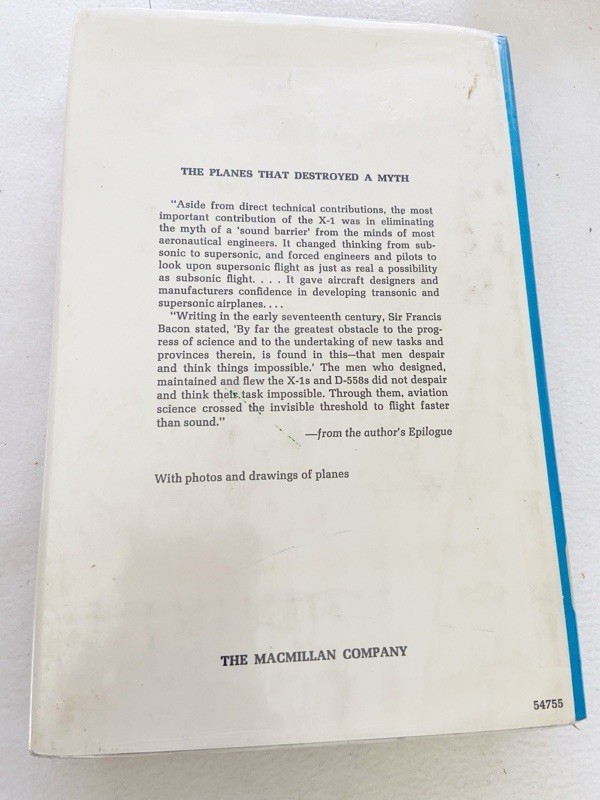 THE PLANES THAT DESTROYED A MYTH
"Aside from direct technical contributions, the most
important contribution of the X-1 was in eliminating
the myth of a 'sound barrier' from the minds of most
aeronautical engineers. It changed thinking from sub-
sonic to supersonic, and forced engineers and pilots to
look upon supersonic flight as just as real a possibility
as subsonic flight. . . . It gave aircraft designers and
manufacturers confidence in developing transonic and
supersonic airplanes. . . .
"Writing in the early seventeenth century, Sir Francis
Bacon stated, 'By far the greatest obstacle to the prog-
ress of science and to the undertaking of new tasks and
provinces therein, is found in this—that men despair
and think things impossible.' The men who designed,
maintained and flew the X-1s and D-558s did not despair
and think their task impossible. Through them, aviation
science crossed the invisible threshold to flight faster
than sound."
—from the author's Epilogue
With photos and drawings of planes
THE MACMILLAN COMPANY
54755